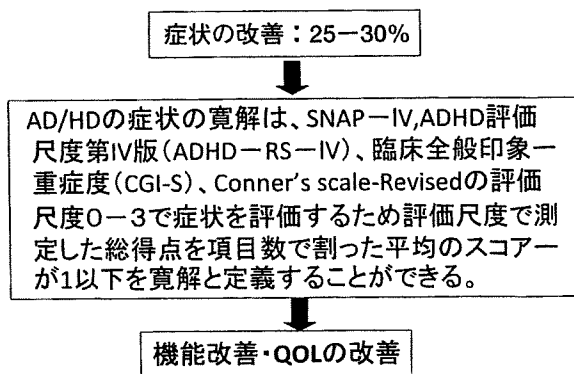 症状の改善：25－30%
AD/HDの症状の寛解は、SNAP－IV,ADHD評価
尺度第IV版(ADHD－RS－IV)、臨床全般印象－
重症度(CGI-S)、Conner's scale-Revisedの評価
尺度0－3で症状を評価するため評価尺度で測
定した総得点を項目数で割った平均のスコアー
が1以下を寛解と定義することができる。
機能改善・QOLの改善